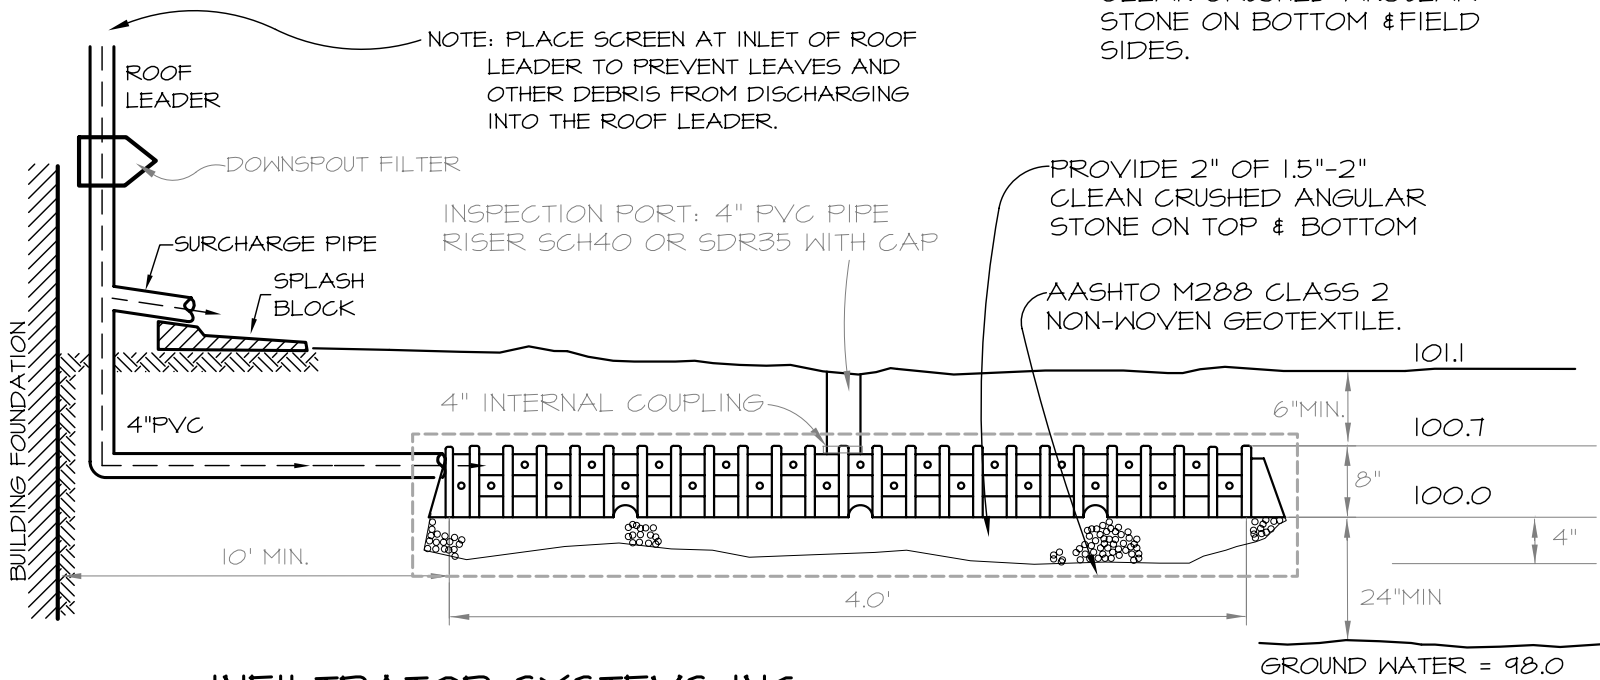 STONE ON BOTTOM & FIELD
SIDES.
NOTE: PLACE SCREEN AT INLET OF ROOF
LEADER TO PREVENT LEAVES AND
OTHER DEBRIS FROM DISCHARGING
INTO THE ROOF LEADER.
ROOF
LEADER
DOWNSPOUT FILTER
PROVIDE 2" OF 1.5"-2"
CLEAN CRUSHED ANGULAR
STONE ON TOP & BOTTOM
INSPECTION PORT: 4" PVC PIPE
RISER SCH40 OR SDR35 WITH CAP
SURCHARGE PIPE
SPLASH
BLOCK
AASHTO M288 CLASS 2
NON-WOVEN GEOTEXTILE.
BUILDING FOUNDATION
101.1
4" INTERNAL COUPLING
6"MIN.
4"PVC
100.7
8"
100.0
4"
10' MIN.
4.0'
24"MIN
GROUND WATER = 98.0
INFILTRATOR SYSTEMS INC